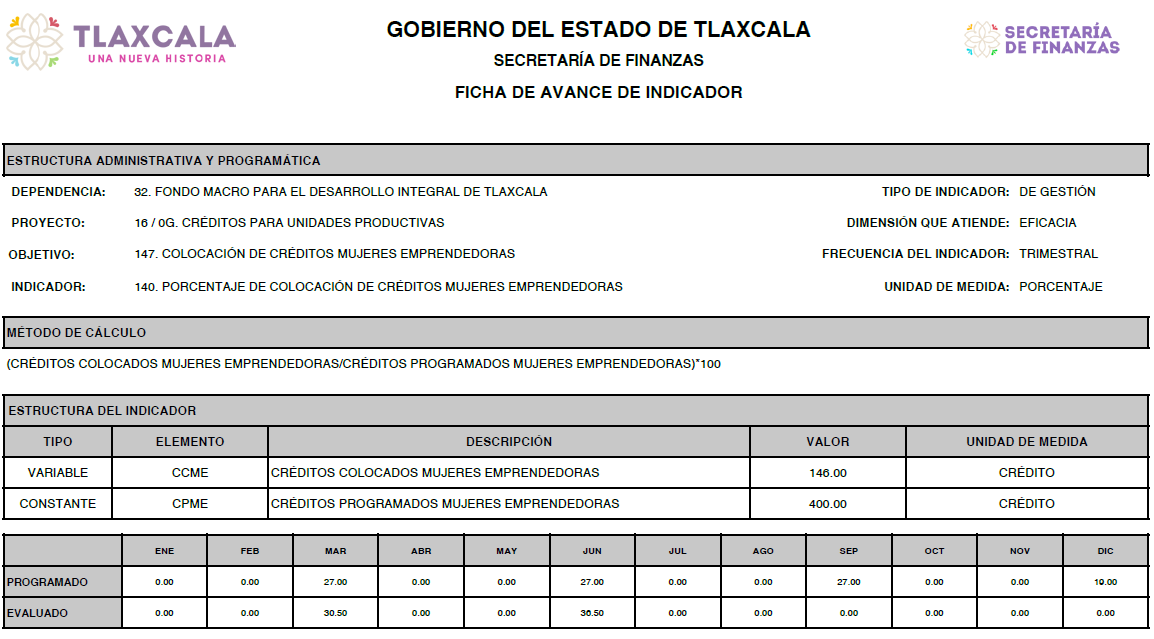 TLAXCALA
UNA NUEVA HISTORIA
GOBIERNO DEL ESTADO DE TLAXCALA
SECRETARÍA DE FINANZAS
FICHA DE AVANCE DE INDICADOR
SECRETARÍA
DE FINANZAS
ESTRUCTURA ADMINISTRATIVA Y PROGRAMÁTICA
DEPENDENCIA: 32. FONDO MACRO PARA EL DESARROLLO INTEGRAL DE TLAXCALA TIPO DE INDICADOR: DE GESTIÓN
PROYECTO: 16 / 0G. CRÉDITOS PARA UNIDADES PRODUCTIVAS DIMENSIÓN QUE ATIENDE: EFICACIA
OBJETIVO: 147. COLOCACIÓN DE CRÉDITOS MUJERES EMPRENDEDORAS FRECUENCIA DEL INDICADOR: TRIMESTRAL
INDICADOR: 140. PORCENTAJE DE COLOCACIÓN DE CRÉDITOS MUJERES EMPRENDEDORAS UNIDAD DE MEDIDA: PORCENTAJE
MÉTODO DE CÁLCULO
(CRÉDITOS COLOCADOS MUJERES EMPRENDEDORAS/CRÉDITOS PROGRAMADOS MUJERES EMPRENDEDORAS)*100
ESTRUCTURA DEL INDICADOR
TIPO ELEMENTO DESCRIPCIÓN VALOR UNIDAD DE MEDIDA
VARIABLE CCME CRÉDITOS COLOCADOS MUJERES EMPRENDEDORAS 146.00 CRÉDITO
CONSTANTE CPME CRÉDITOS PROGRAMADOS MUJERES EMPRENDEDORAS 400.00 CRÉDITO
ENE FEB MAR ABR MAY JUN JUL AGO SEP OCT NOV DIC
PROGRAMADO 0.00 0.00 27.00 0.00 0.00 27.00 0.00 0.00 27.00 0.00 0.00 19.00
EVALUADO 0.00 0.00 30.50 0.00 0.00 36.50 0.00 0.00 0.00 0.00 0.00 0.00